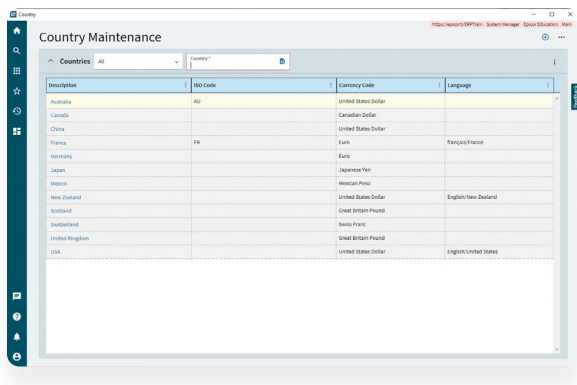 Country
https://epicorti/ERPTrain System Manager Epicor Education Main
Country Maintenance
Countries All Country *
Description ISO Code Currency Code Language
Australia AU United States Dollar
Canada Canadian Dollar
China United States Dollar
France FR Euro français/France
Germany Euro
Japan Japanese Yen
Mexico Mexican Peso
New Zealand United States Dollar English/New Zealand
Scotland Great Britain Pound
Switzerland Swiss Franc
United Kingdom Great Britain Pound
USA United States Dollar English/United States
Feedback